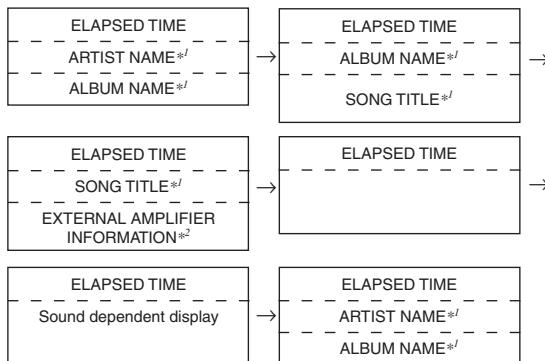 ELAPSED TIME
ARTIST NAME*1
ALBUM NAME*1
→
ELAPSED TIME
ALBUM NAME*1
SONG TITLE*1
→
ELAPSED TIME
SONG TITLE*1
EXTERNAL AMPLIFIER
INFORMATION*2
→
ELAPSED TIME
→
ELAPSED TIME
Sound dependent display
→
ELAPSED TIME
ARTIST NAME*1
ALBUM NAME*1